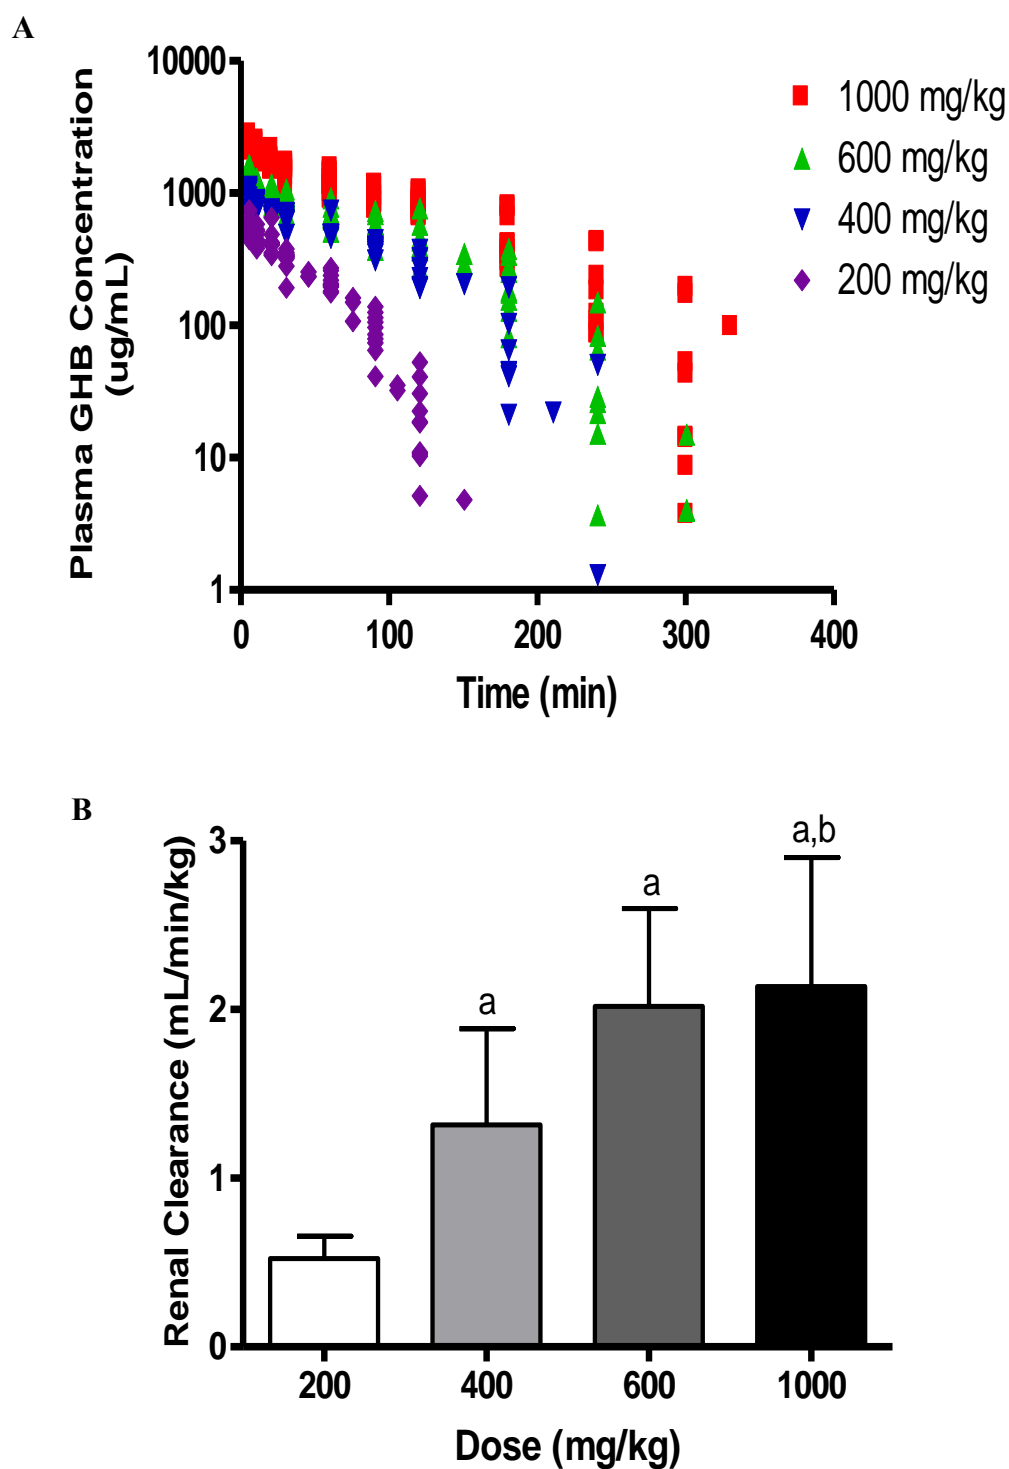 A
10000
1000
100
10
1
Plasma GHB Concentration
(ug/mL)
1000 mg/kg
600 mg/kg
400 mg/kg
200 mg/kg
0 100 200 300 400
Time (min)
B
3
2
1
0
Renal Clearance (mL/min/kg)
a
a
a,b
200 400 600 1000
Dose (mg/kg)